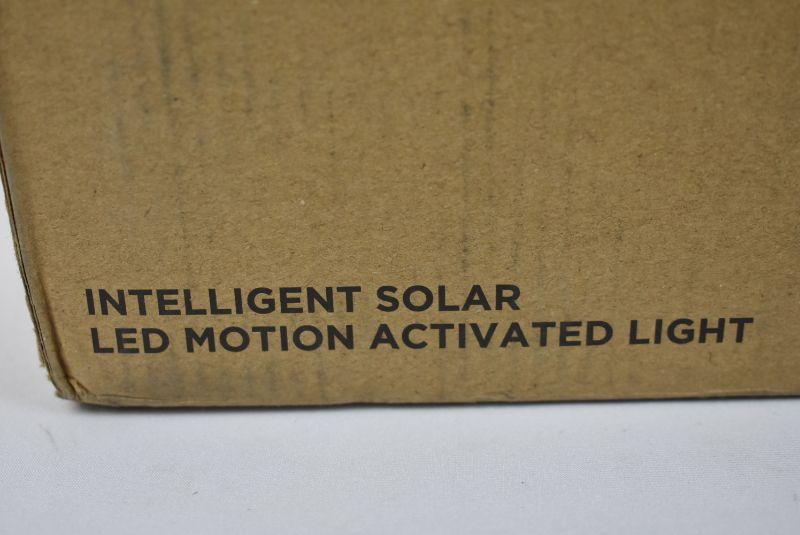 INTELLIGENT SOLAR
LED MOTION ACTIVATED LIGHT